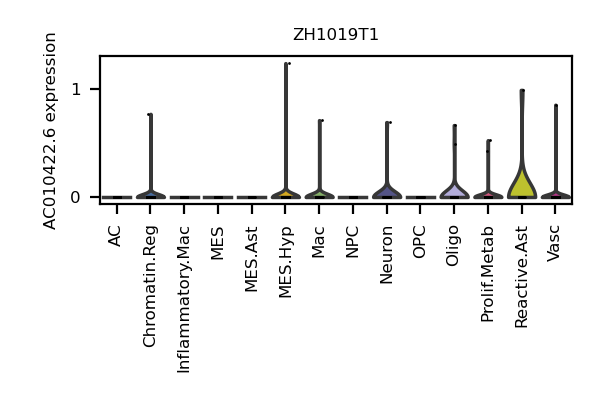 ZH1019T1
AC010422.6 expression
1
0
AC
Chromatin.Reg
Inflammatory.Mac
MES
MES.Ast
MES.Hyp
Mac
NPC
Neuron
OPC
Oligo
Prolif.Metab
Reactive.Ast
Vasc